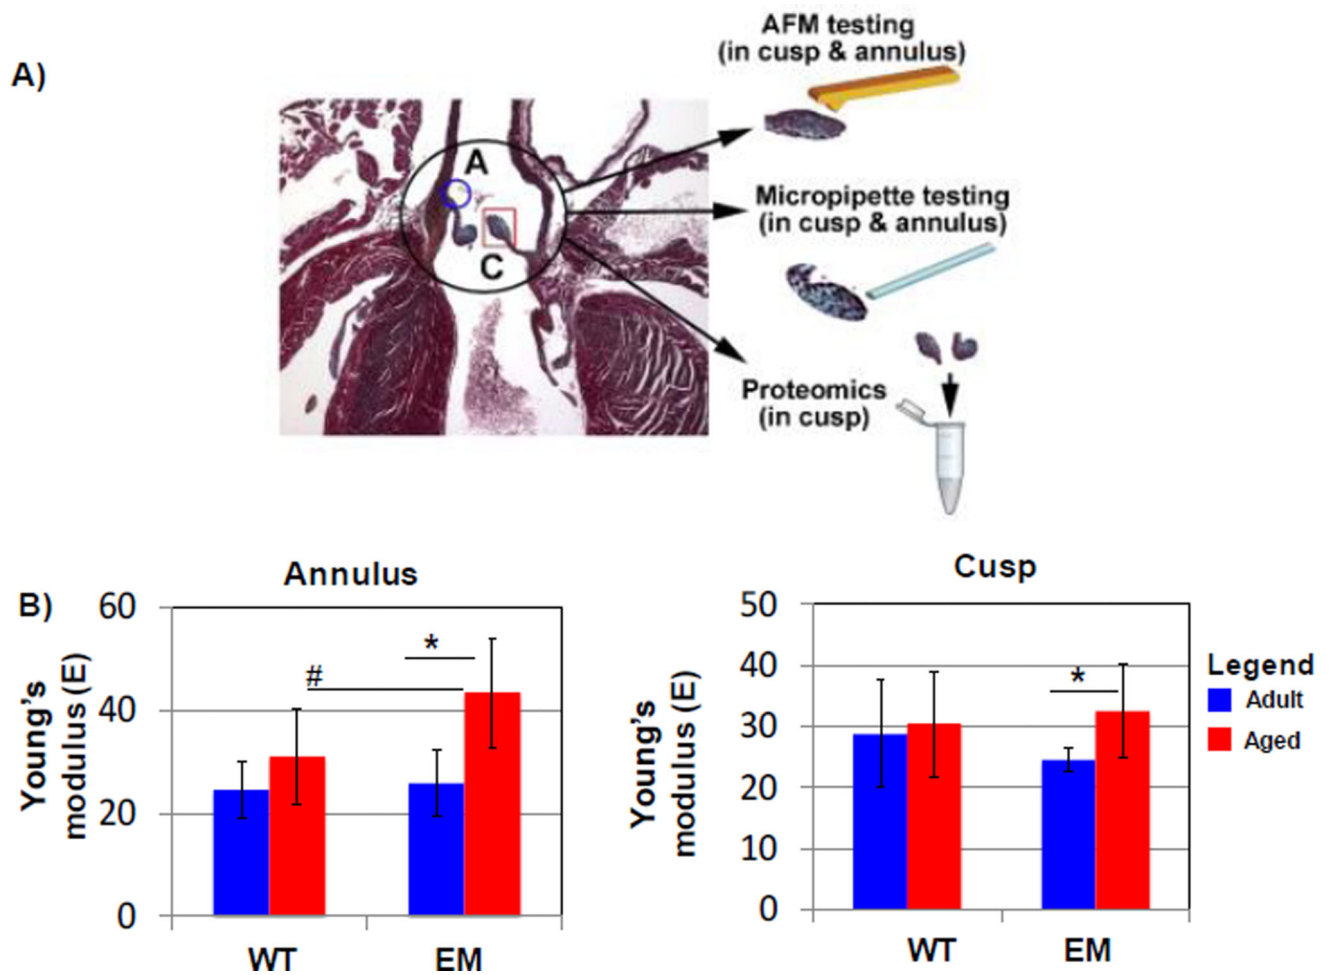 A)
AFM testing
(in cusp & annulus)
A
C
Micropipette testing
(in cusp & annulus)
Proteomics
(in cusp)
B)
Annulus
Young's
modulus (E)
60
40
20
0
#
*
WT
EM
Cusp
Young's
modulus (E)
50
40
30
20
10
0
*
WT
EM
Legend
Adult
Aged